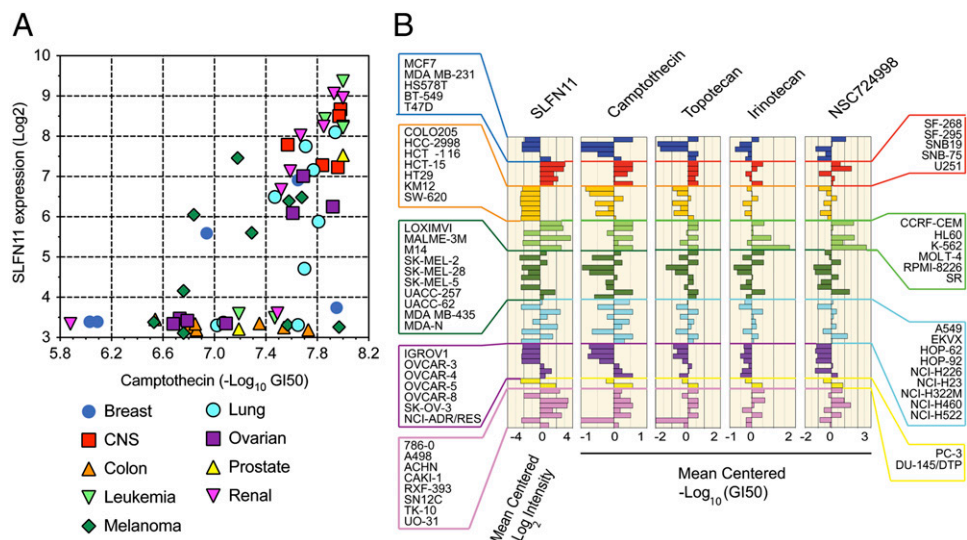 A
SLFN11 expression (Log2)
10
9
8
7
6
5
4
3
5.8 6.2 6.6 7.0 7.4 7.8 8.2
Camptothecin (-Log10 GI50)
Breast
CNS
Colon
Leukemia
Melanoma
Lung
Ovarian
Prostate
Renal
B
SLFN11
Camptothecin
Topotecan
Irinotecan
NSC724998
MCF7
MDA MB-231
HS578T
BT-549
T47D
COLO205
HCC-2998
HCT -116
HCT-15
HT29
KM12
SW-620
LOXIMVI
MALME-3M
M14
SK-MEL-2
SK-MEL-28
SK-MEL-5
UACC-257
UACC-62
MDA MB-435
MDA-N
IGROV1
OVCAR-3
OVCAR-4
OVCAR-5
OVCAR-8
SK-OV-3
NCI-ADR/RES
786-0
A498
ACHN
CAKI-1
RXF-393
SN12C
TK-10
UO-31
SF-268
SF-295
SNB19
SNB-75
U251
CCRF-CEM
HL60
K-562
MOLT-4
RPMI-8226
SR
A549
EKVX
HOP-62
HOP-92
NCI-H226
NCI-H23
NCI-H322M
NCI-H460
NCI-H522
PC-3
DU-145/DTP
-4 0 4
-2 0 2
-2 0 2
-1 0 2
-2 0 3
Mean Centered
Log2 Intensity
Mean Centered
-Log10 (GI50)